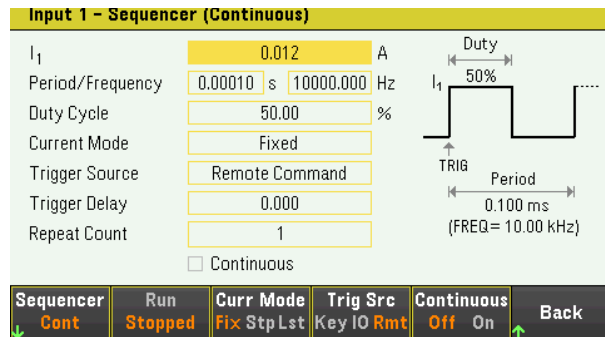 Input 1 – Sequencer (Continuous)
I1 0.012 A
Period/Frequency 0.00010 s 10000.000 Hz
Duty Cycle 50.00 %
Current Mode Fixed
Trigger Source Remote Command
Trigger Delay 0.000
Repeat Count 1
Continuous
Duty
50%
I1
TRIG
Period
0.100 ms
(FREQ= 10.00 kHz)
Sequencer Run Curr Mode Trig Src Continuous Back
Cont Stopped Fix Stp Lst Key IO Rmt Off On